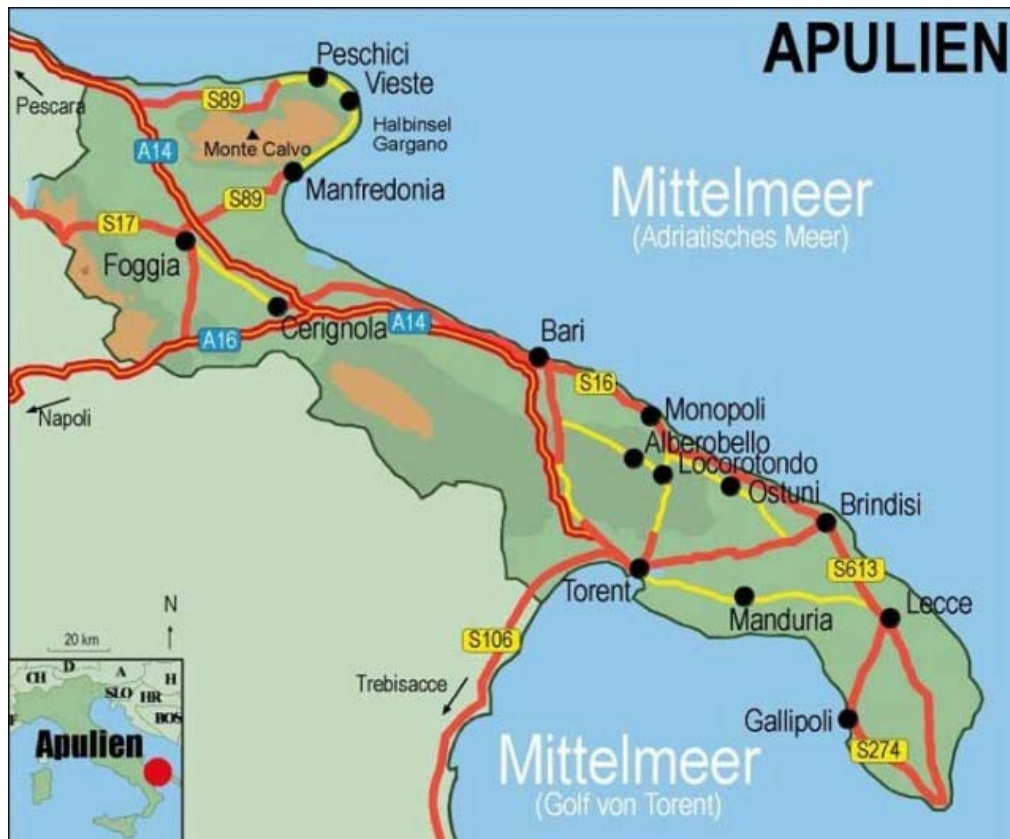 APULIEN
Peschici
Vieste
Pescara
S89
Halbinsel
Gargano
Monte Calvo
A14
Manfredonia
S89
S17
Mittelmeer
(Adriatisches Meer)
Foggia
Cerignola
A14
A16
Bari
S16
Napoli
Monopoli
Alberobello
Locorotondo
Ostuni
Brindisi
Torent
S613
Manduria
Lecce
N
20 km
S106
Trebisacce
CH
D
A
H
SLO
HR
BOS
F
Apulien
Gallipoli
S274
Mittelmeer
(Golf von Torent)